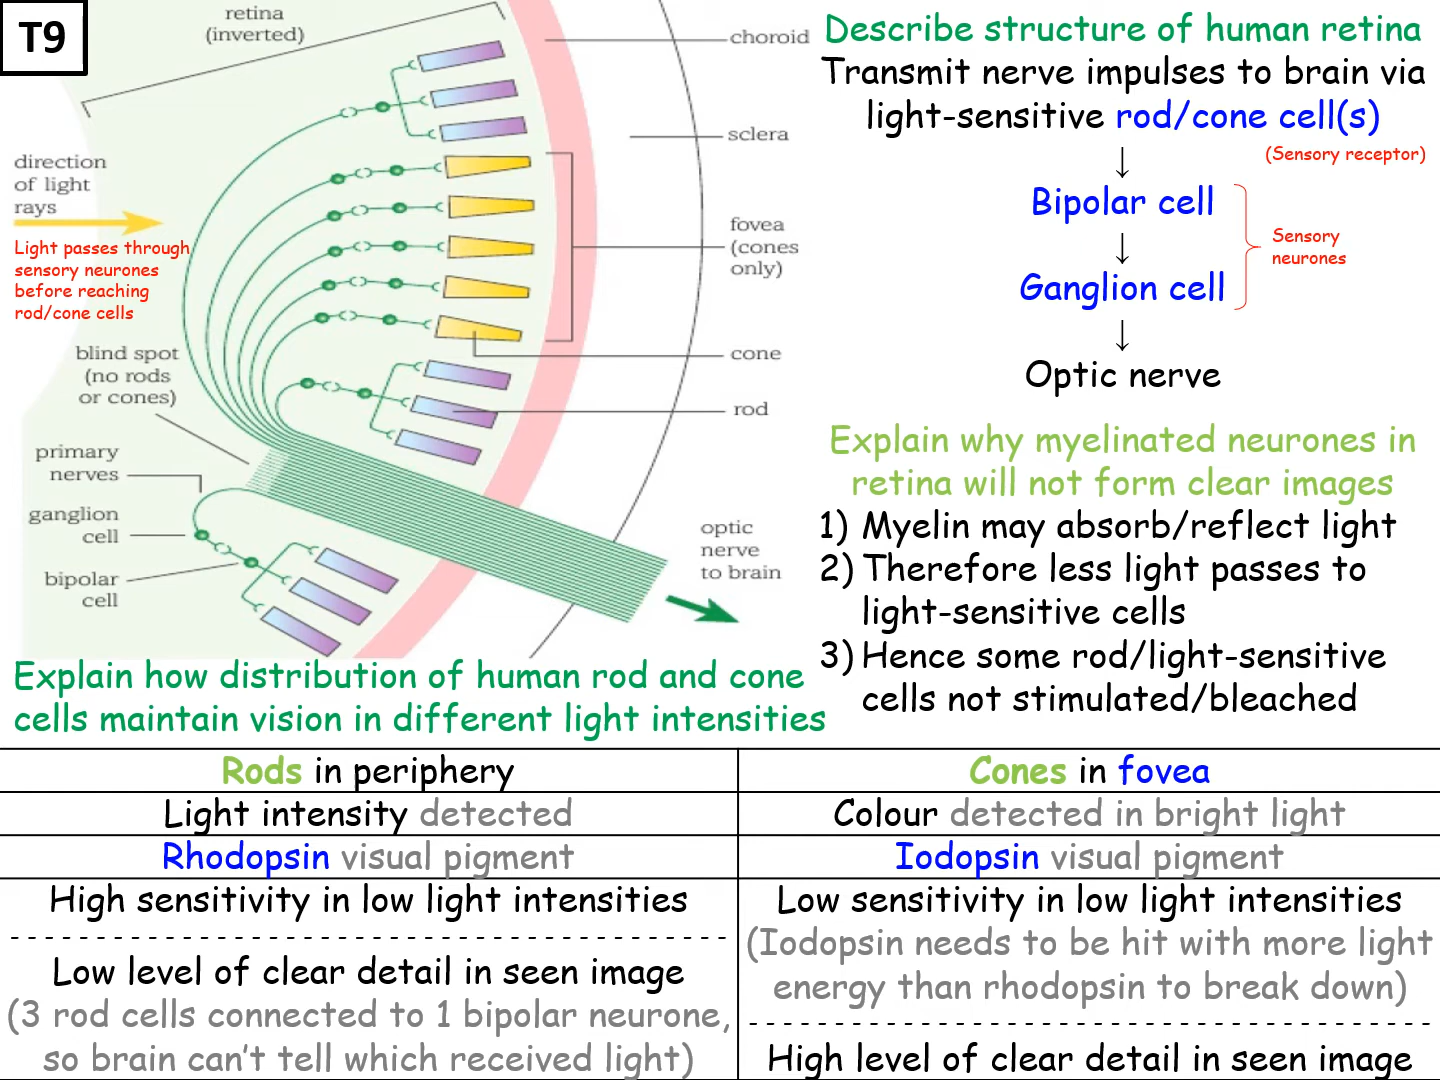 T9
retina
(inverted)
choroid
sclera
direction
of light
rays
Light passes through
sensory neurones
before reaching
rod/cone cells
fovea
(cones
only)
blind spot
(no rods
or cones)
cone
rod
primary
nerves
ganglion
cell
bipolar
cell
optic
nerve
to brain
Describe structure of human retina
Transmit nerve impulses to brain via
light-sensitive rod/cone cell(s)
(Sensory receptor)
↓
Bipolar cell
↓
Sensory
neurones
Ganglion cell
↓
Optic nerve
Explain why myelinated neurones in
retina will not form clear images
1) Myelin may absorb/reflect light
2) Therefore less light passes to
light-sensitive cells
3) Hence some rod/light-sensitive
cells not stimulated/bleached
Explain how distribution of human rod and cone
cells maintain vision in different light intensities
Rods in periphery
Cones in fovea
Light intensity detected
Colour detected in bright light
Rhodopsin visual pigment
Iodopsin visual pigment
High sensitivity in low light intensities
Low level of clear detail in seen image
(3 rod cells connected to 1 bipolar neurone,
so brain can't tell which received light)
Low sensitivity in low light intensities
(Iodopsin needs to be hit with more light
energy than rhodopsin to break down)
High level of clear detail in seen image